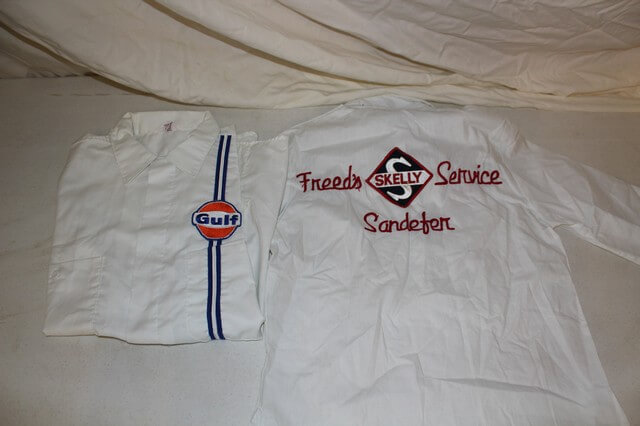 Gulf
Freed's SKELLY Service
S
Sandefer